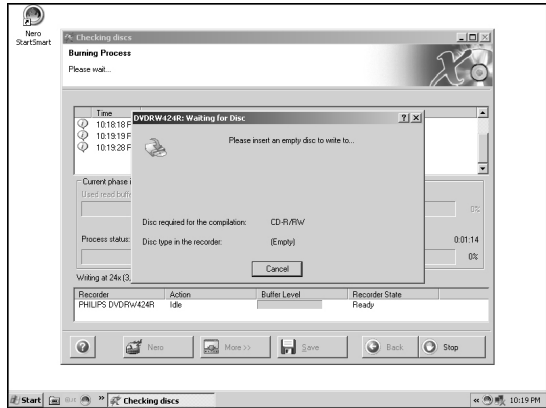 Nero
StartSmart
Checking discs
Burning Process
Please wait...
Time
10:18:18 P
10:19:19 P
10:19:28 P
DVDRW424R: Waiting for Disc
Please insert an empty disc to write to...
Disc required for the compilation: CD-R/RW
Disc type in the recorder: (Empty)
Cancel
Current phase i
Used read buff
0%
Process status: 0:01:14
0%
Writing at 24x (3,
Recorder Action Buffer Level Recorder State
PHILIPS DVDRW424R Idle Ready
Nero More >> Save Back Stop
Start Checking discs 10:19 PM